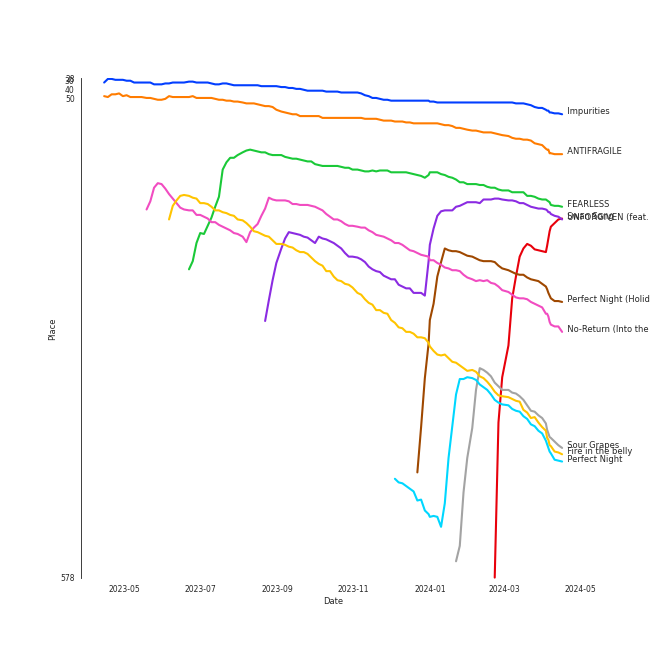 28
30
40
50
Impurities
ANTIFRAGILE
FEARLESS
UNFORGIVEN (feat.
Perfect Night (Holid
Place
No-Return (Into the
Sour Grapes
Fire in the belly
Perfect Night
578
2023-05
2023-07
2023-09
2023-11
2024-01
2024-03
2024-05
Date